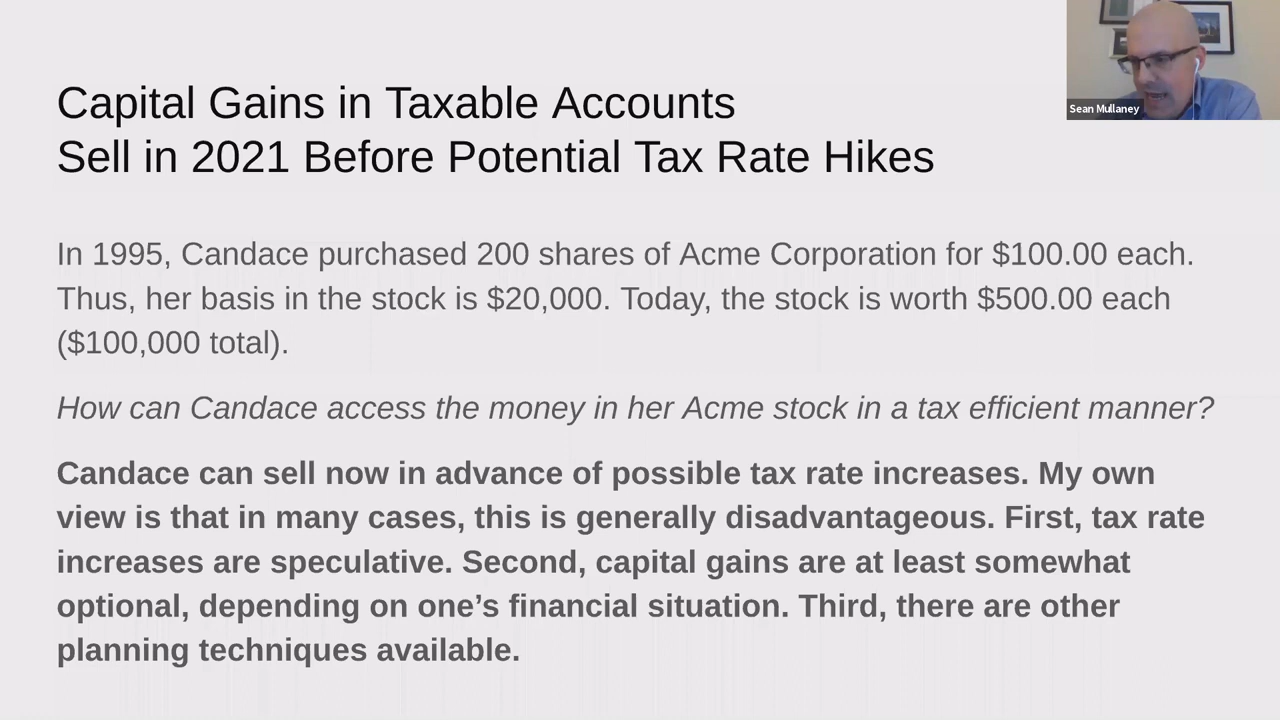 Capital Gains in Taxable Accounts
Sell in 2021 Before Potential Tax Rate Hikes
Sean Mullaney
In 1995, Candace purchased 200 shares of Acme Corporation for $100.00 each.
Thus, her basis in the stock is $20,000. Today, the stock is worth $500.00 each
($100,000 total).
How can Candace access the money in her Acme stock in a tax efficient manner?
Candace can sell now in advance of possible tax rate increases. My own
view is that in many cases, this is generally disadvantageous. First, tax rate
increases are speculative. Second, capital gains are at least somewhat
optional, depending on one’s financial situation. Third, there are other
planning techniques available.